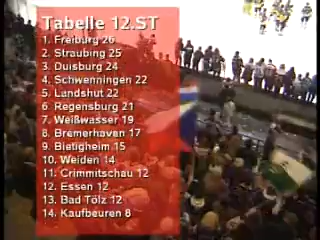 Tabelle 12.ST
1. Freiburg 26
2. Straubing 25
3. Duisburg 24
4. Schwenningen 22
5. Landshut 22
6. Regensburg 21
7. Weißwasser 19
8. Bremerhaven 17
9. Bietigheim 15
10. Weiden 14
11. Crimmitschau 12
12. Essen 12
13. Bad Tölz 12
14. Kaufbeuren 8